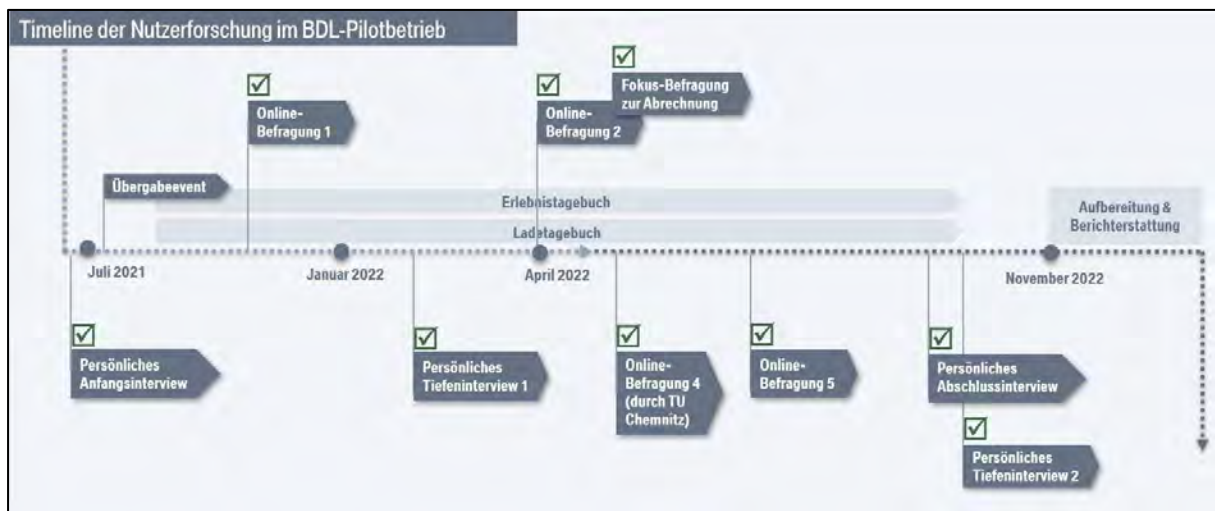 Timeline der Nutzerforschung im BDL-Pilotbetrieb
Fokus-Befragung
zur Abrechnung
Online-
Befragung 1
Online-
Befragung 2
Übergabeevent
Erlebnistagebuch
Ladetagebuch
Aufbereitung &
Berichterstattung
Juli 2021
Januar 2022
April 2022
November 2022
Persönliches
Anfangsinterview
Persönliches
Tiefeninterview 1
Online-
Befragung 4
(durch TU
Chemnitz)
Online-
Befragung 5
Persönliches
Abschlussinterview
Persönliches
Tiefeninterview 2